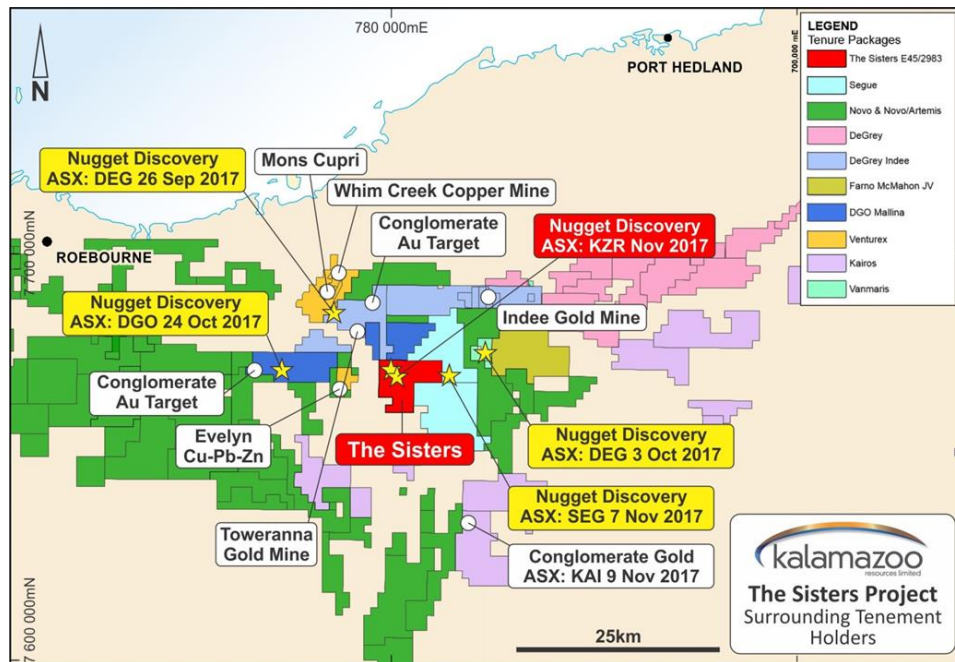 780 000mE
LEGEND
Tenure Packages
The Sisters E45/2983
Segue
Novo & Novo/Artemis
DeGrey
DeGrey Indee
Farno McMahon JV
DGO Mallina
Venturex
Kairos
Vanmaris
700,000 mE
N
PORT HEDLAND
Nugget Discovery
ASX: DEG 26 Sep 2017
Mons Cupri
Whim Creek Copper Mine
Conglomerate
Au Target
Nugget Discovery
ASX: KZR Nov 2017
7 700 000mN
ROEBOURNE
Nugget Discovery
ASX: DGO 24 Oct 2017
Indee Gold Mine
Conglomerate
Au Target
Evelyn
Cu-Pb-Zn
The Sisters
Nugget Discovery
ASX: DEG 3 Oct 2017
Toweranna
Gold Mine
Nugget Discovery
ASX: SEG 7 Nov 2017
Conglomerate Gold
ASX: KAI 9 Nov 2017
7 600 000mN
25km
kalamazoo
resources limited
The Sisters Project
Surrounding Tenement
Holders